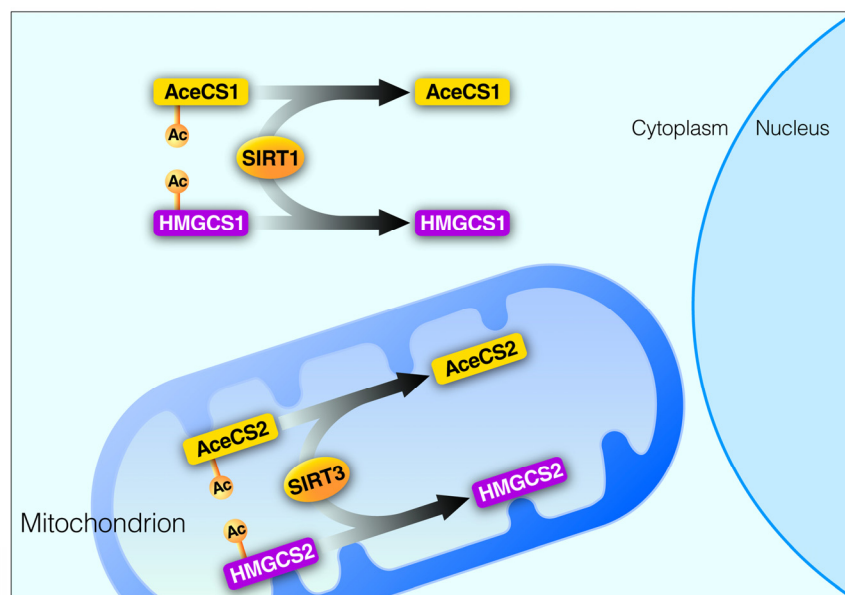 AceCS1
AceCS1
Ac
Cytoplasm
Nucleus
SIRT1
Ac
HMGCS1
HMGCS1
AceCS2
AceCS2
SIRT3
HMGCS2
Ac
Mitochondrion
Ac
HMGCS2